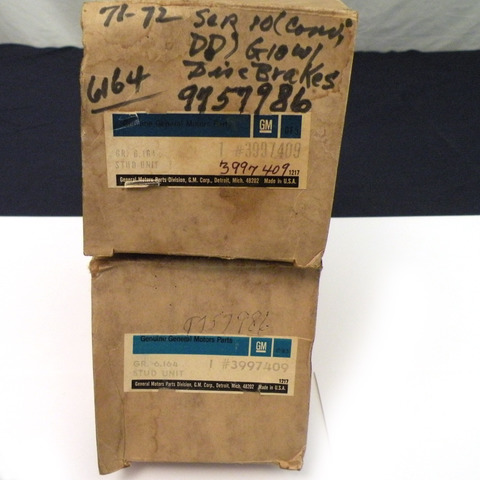 71-72 Ser 10 (Conv,
DD) G10 W/
Disc Brakes
6164
9757986
Genuine General Motors Parts
GM
GR. 6.164 1 #3997409
STUD UNIT 3997409
1217
General Motors Parts Division, G.M. Corp., Detroit, Mich. 48202 Made in U.S.A.
9757986
Genuine General Motors Parts
GM
GR. 6.164 1 #3997409
STUD UNIT
1217
General Motors Parts Division, G.M. Corp., Detroit, Mich. 48202 Made in U.S.A.